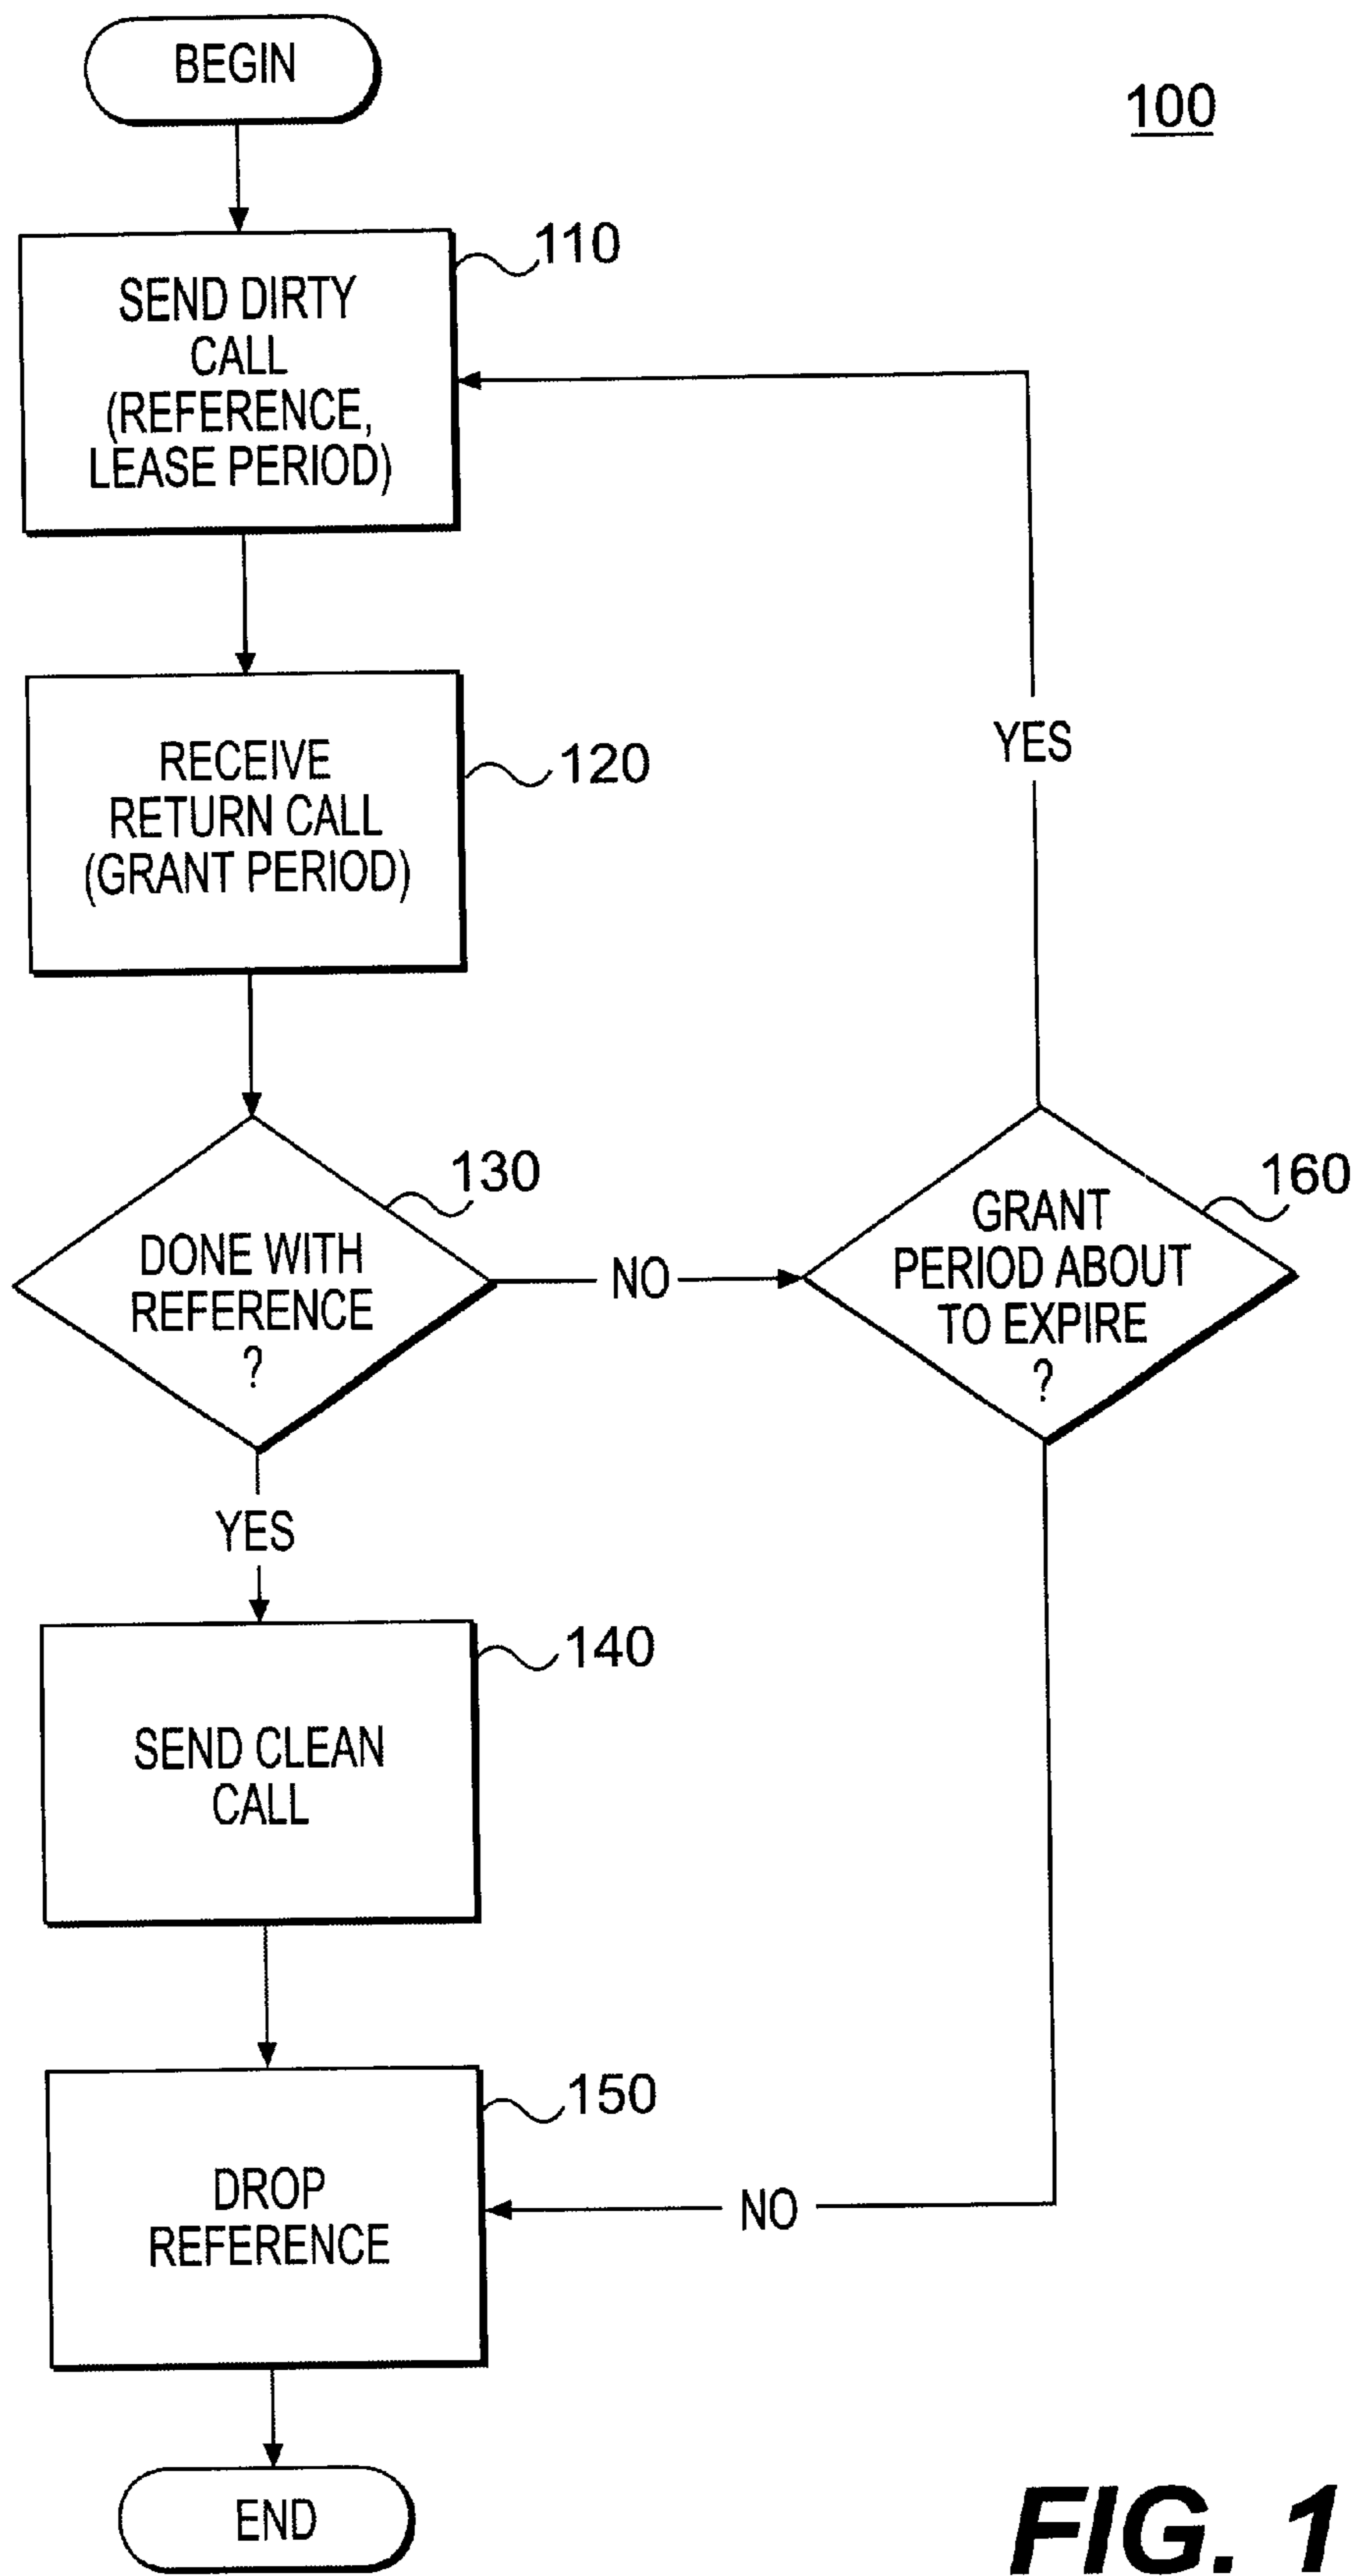 BEGIN
100
110
SEND DIRTY
CALL
(REFERENCE,
LEASE PERIOD)
120
RECEIVE
RETURN CALL
(GRANT PERIOD)
YES
130
DONE WITH
REFERENCE
?
NO
160
GRANT
PERIOD ABOUT
TO EXPIRE
?
YES
140
SEND CLEAN
CALL
150
DROP
REFERENCE
NO
END
FIG. 1